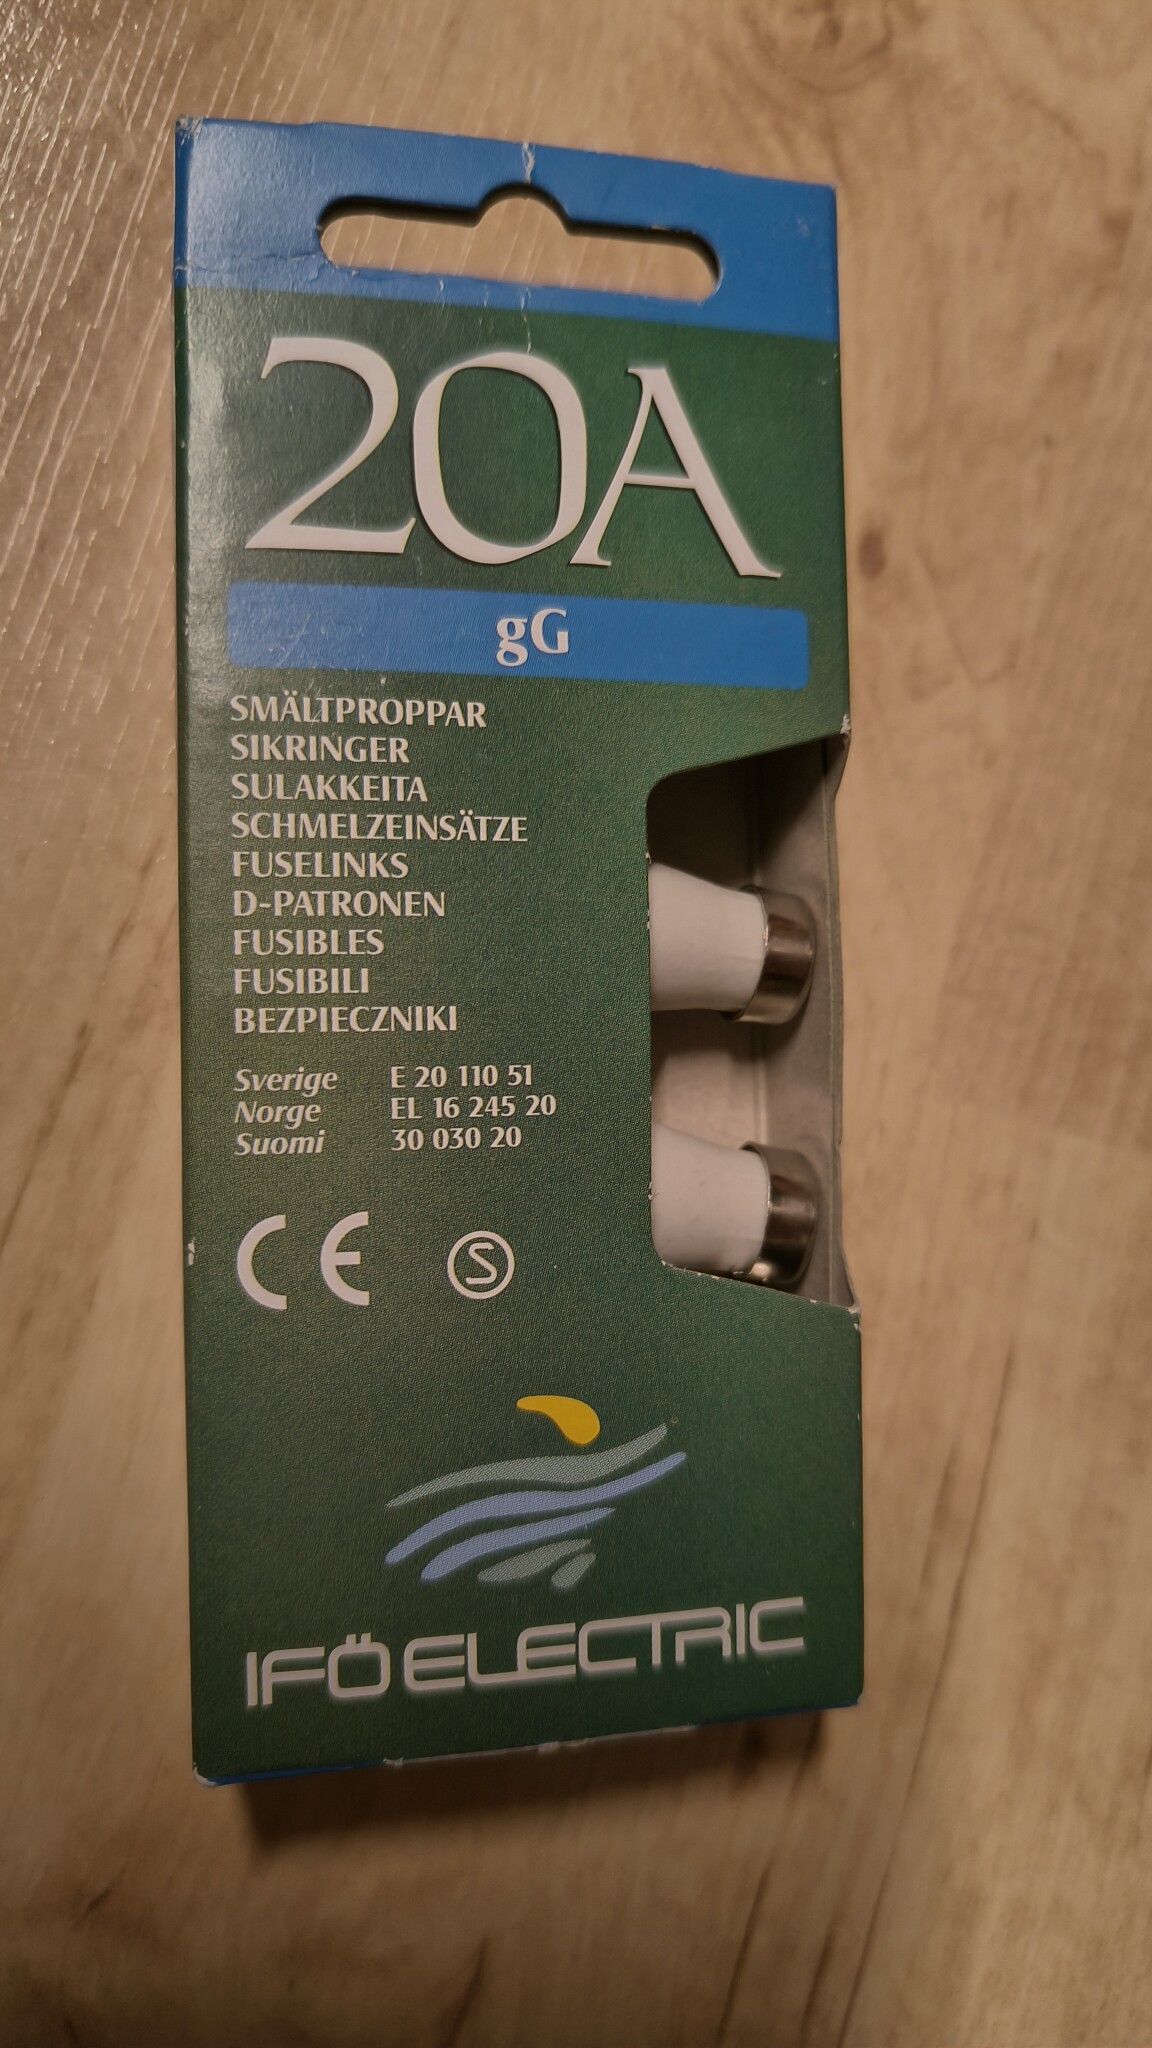 20A
gG
SMÄLTPROPPAR
SIKRINGER
SULAKKEITA
SCHMELZEINSÄTZE
FUSELINKS
D-PATRONEN
FUSIBLES
FUSIBILI
BEZPIECZNIKI
Sverige E 20 110 51
Norge EL 16 245 20
Suomi 30 030 20
CE S
IFÖ ELECTRIC